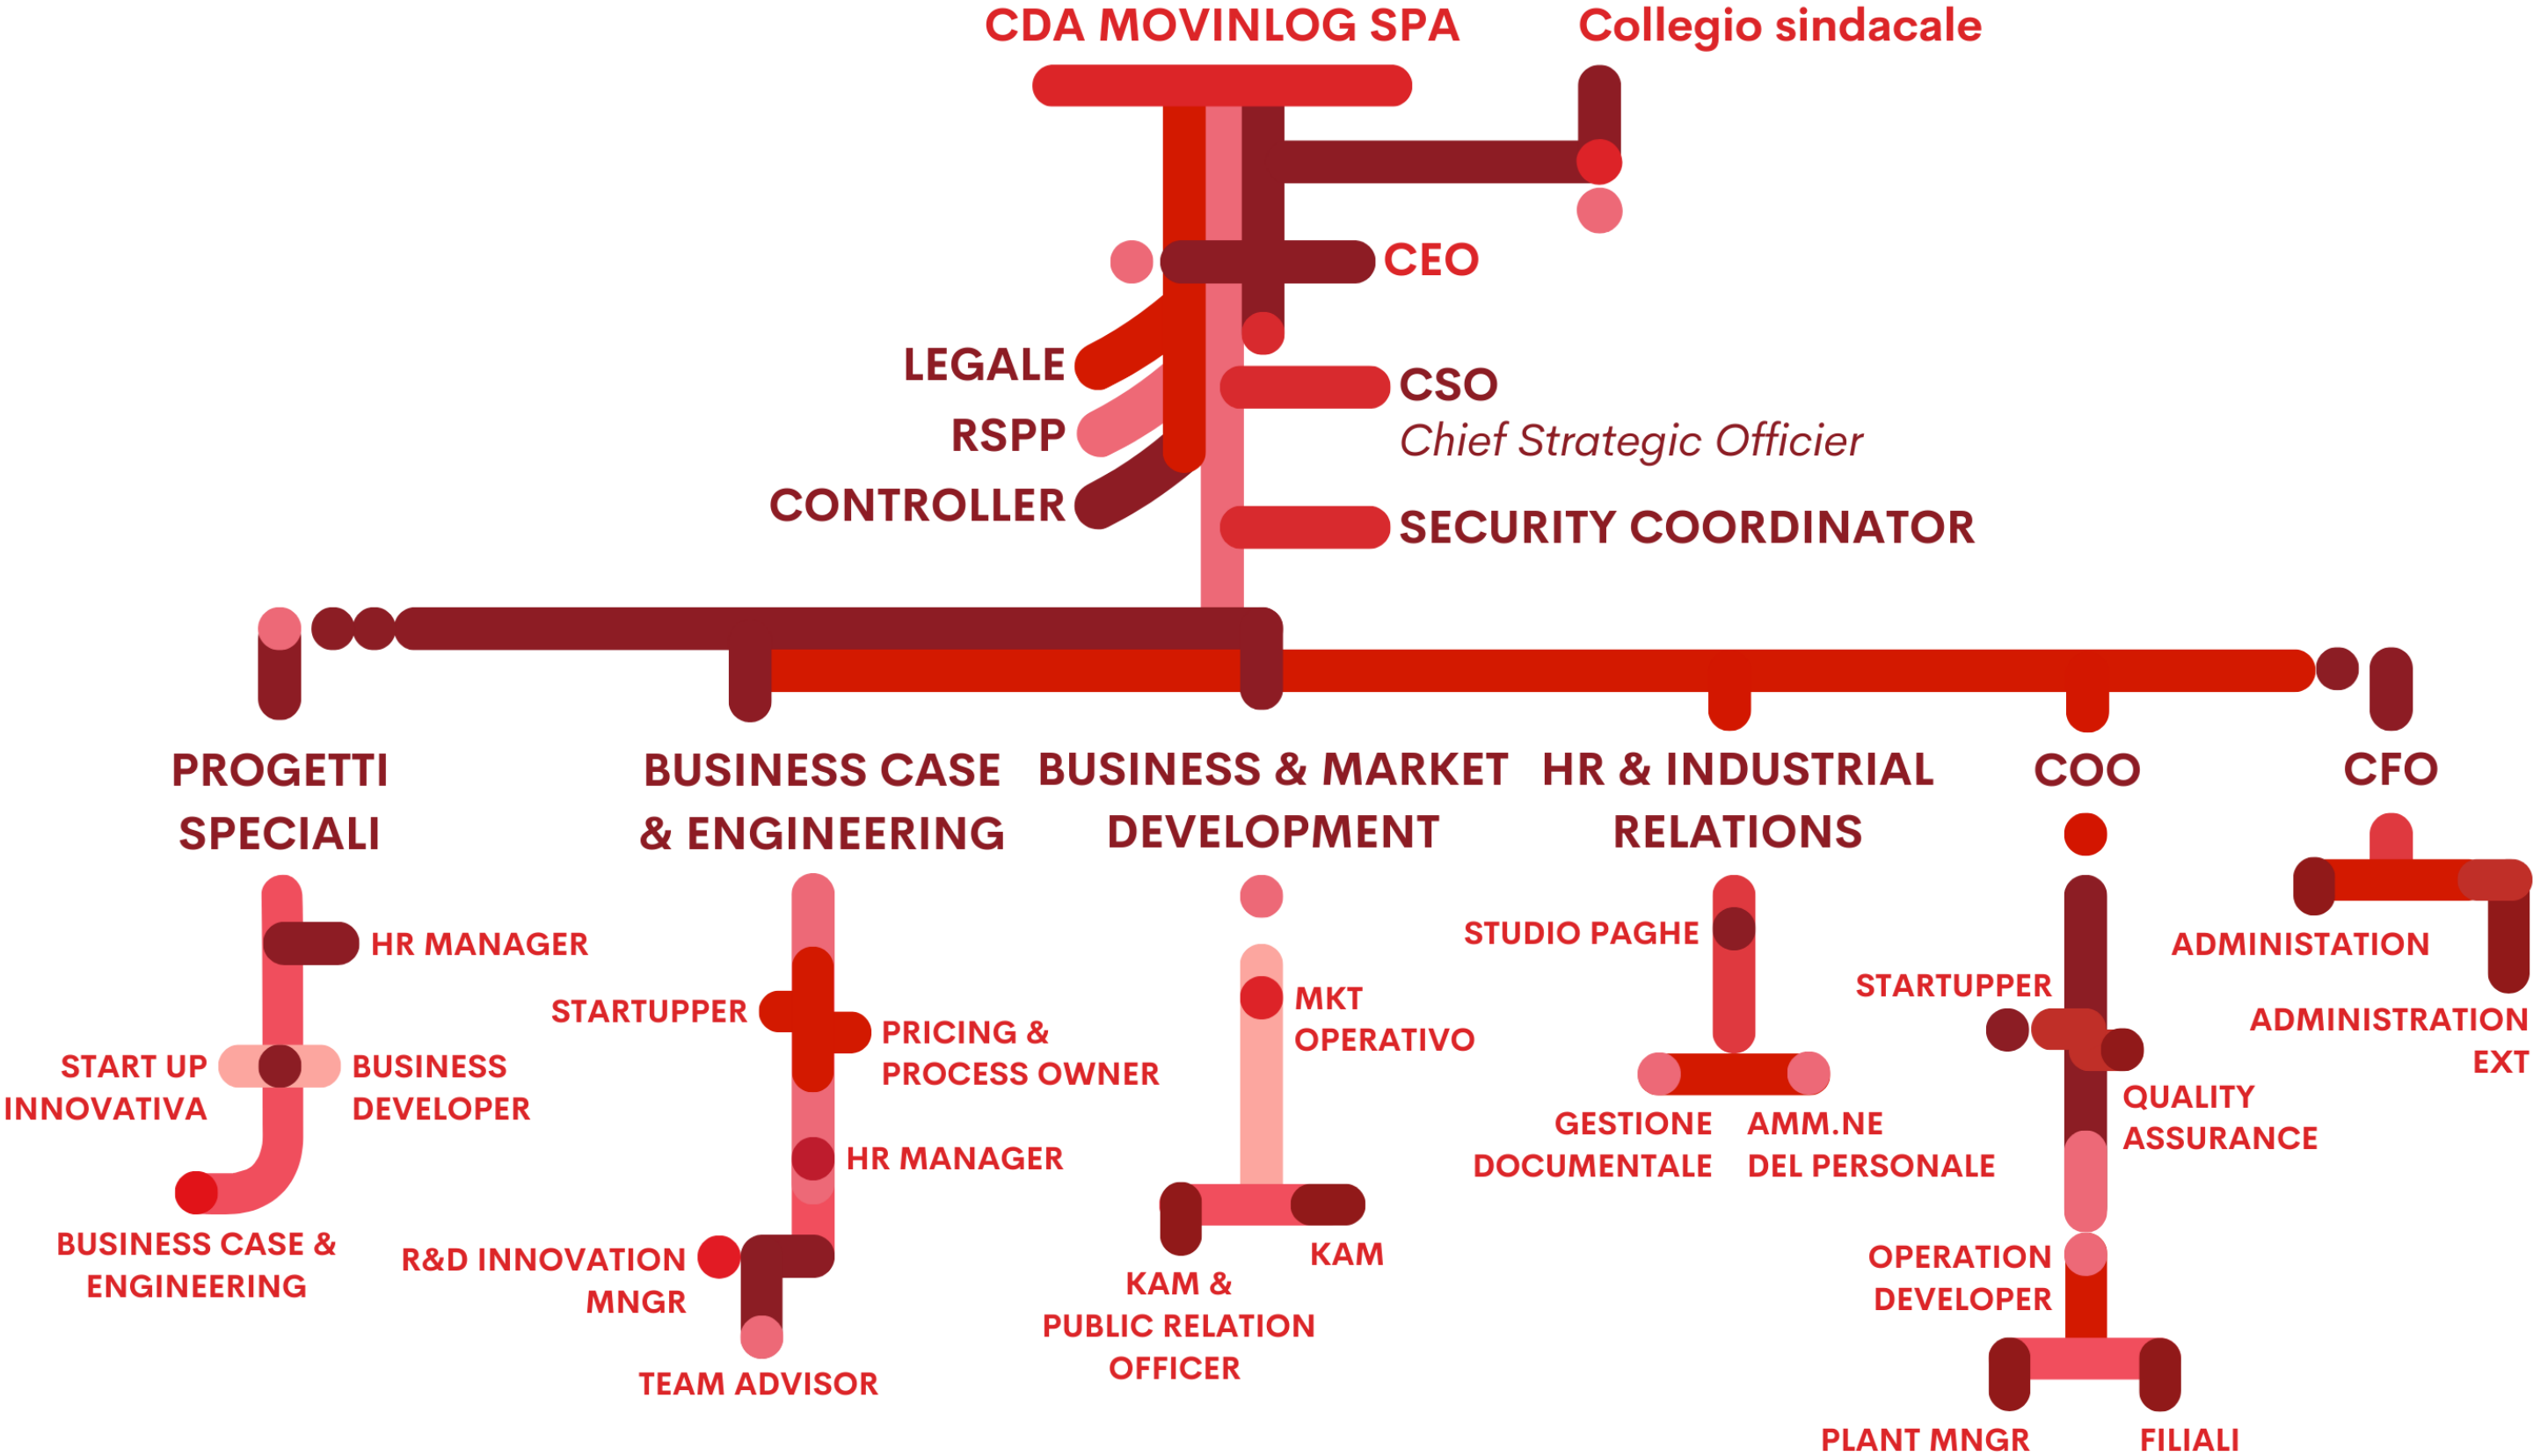 CDA MOVINLOG SPA
Collegio sindacale
CEO
LEGALE
CSO
Chief Strategic Officier
RSPP
CONTROLLER
SECURITY COORDINATOR
PROGETTI
SPECIALI
BUSINESS CASE
& ENGINEERING
BUSINESS & MARKET
DEVELOPMENT
HR & INDUSTRIAL
RELATIONS
COO
CFO
HR MANAGER
START UP
INNOVATIVA
BUSINESS
DEVELOPER
BUSINESS CASE &
ENGINEERING
STARTUPPER
PRICING &
PROCESS OWNER
HR MANAGER
R&D INNOVATION
MNGR
TEAM ADVISOR
MKT
OPERATIVO
KAM
KAM &
PUBLIC RELATION
OFFICER
STUDIO PAGHE
GESTIONE
DOCUMENTALE
AMM.NE
DEL PERSONALE
STARTUPPER
QUALITY
ASSURANCE
OPERATION
DEVELOPER
PLANT MNGR
FILIALI
ADMINISTATION
ADMINISTRATION
EXT